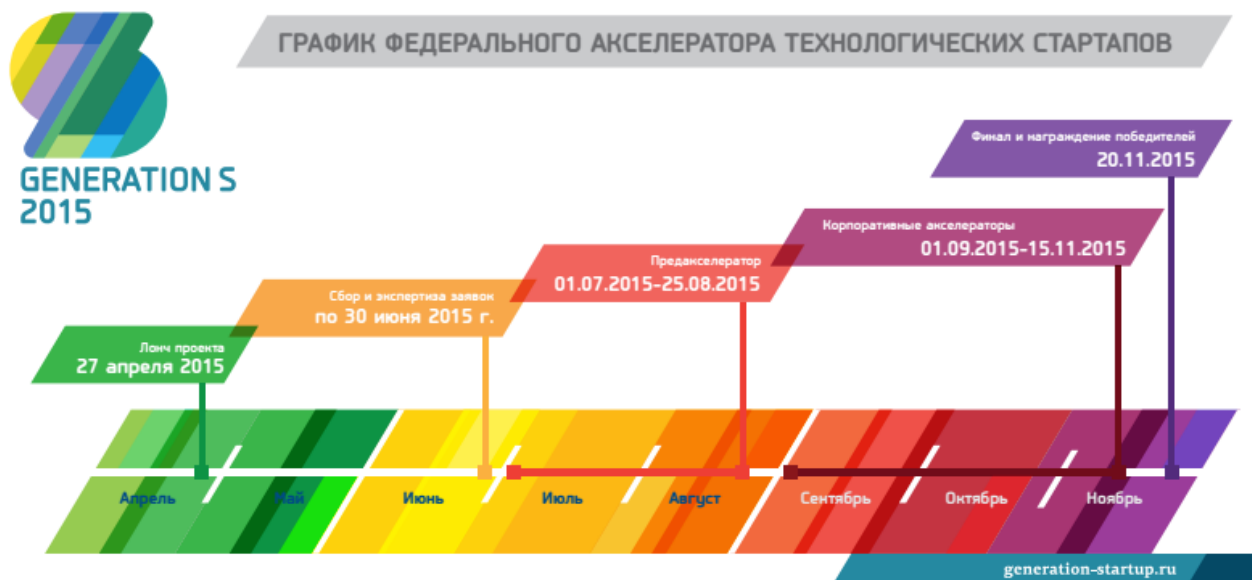 ГРАФИК ФЕДЕРАЛЬНОГО АКСЕЛЕРАТОРА ТЕХНОЛОГИЧЕСКИХ СТАРТАПОВ
GENERATION S
2015
Финал и награждение победителей
20.11.2015
Корпоративные акселераторы
01.09.2015-15.11.2015
Предакселератор
01.07.2015-25.08.2015
Сбор и экспертиза заявок
по 30 июня 2015 г.
Лонч проекта
27 апреля 2015
Апрель Май Июнь Июль Август Сентябрь Октябрь Ноябрь
generation-startup.ru